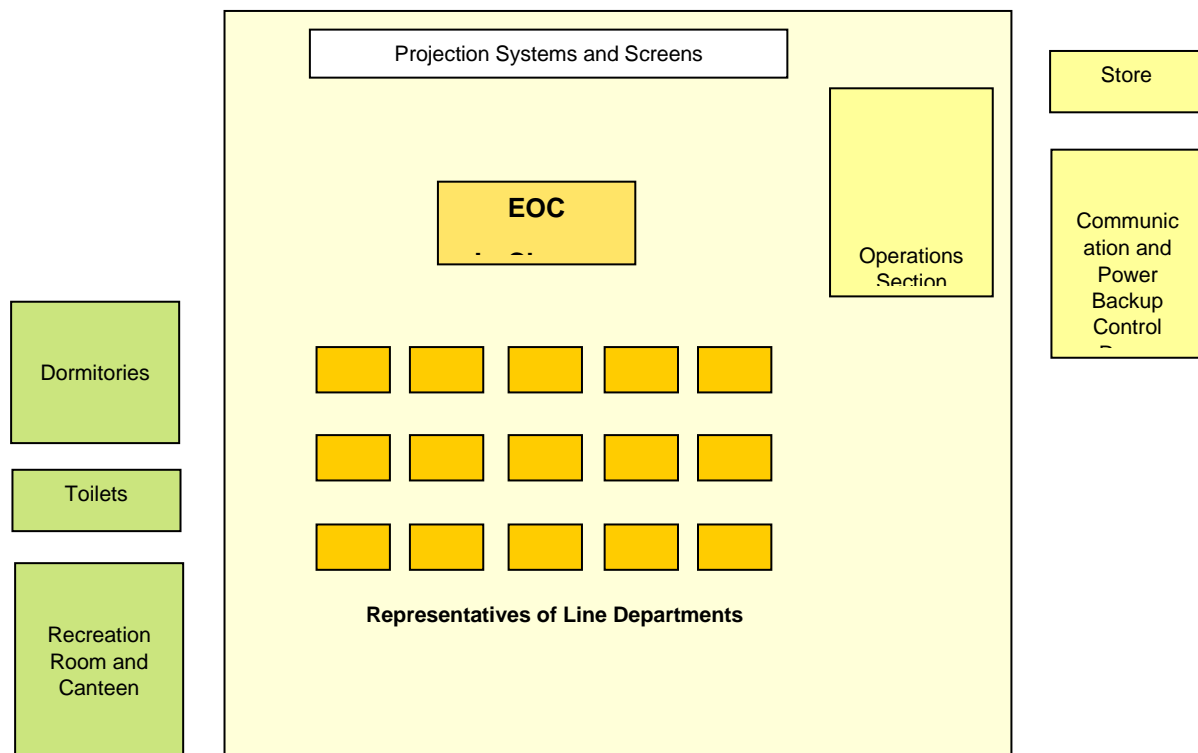 Projection Systems and Screens
Store
EOC
Operations
Section
Communic
ation and
Power
Backup
Control
Dormitories
Toilets
Representatives of Line Departments
Recreation
Room and
Canteen